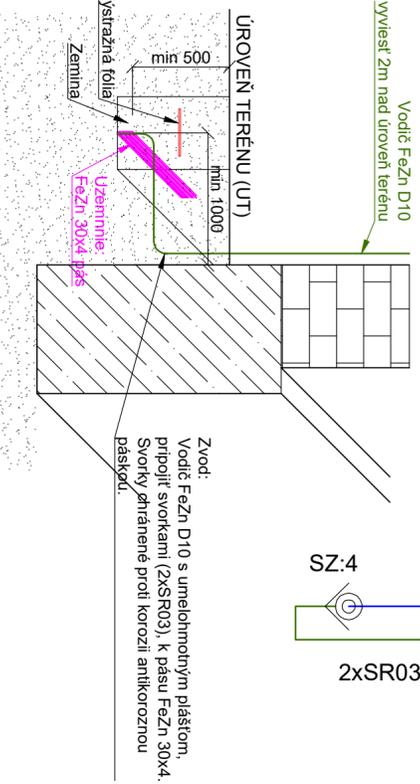 Vodič FeZn D10
vyviesť 2m nad úroveň terénu
ÚROVEŇ TERÉNU (UT)
min 500
min 1000
ýstražná fólia
Zemina
Uzemnnie:
FeZn 30x4 pás
Zvod:
Vodič FeZn D10 s umelohmotným plášťom,
pripojiť svorkami (2xSR03), k pásu FeZn 30x4.
Svorky chránené proti korozii antikoroznou
páskou.
SZ:4
2xSR03